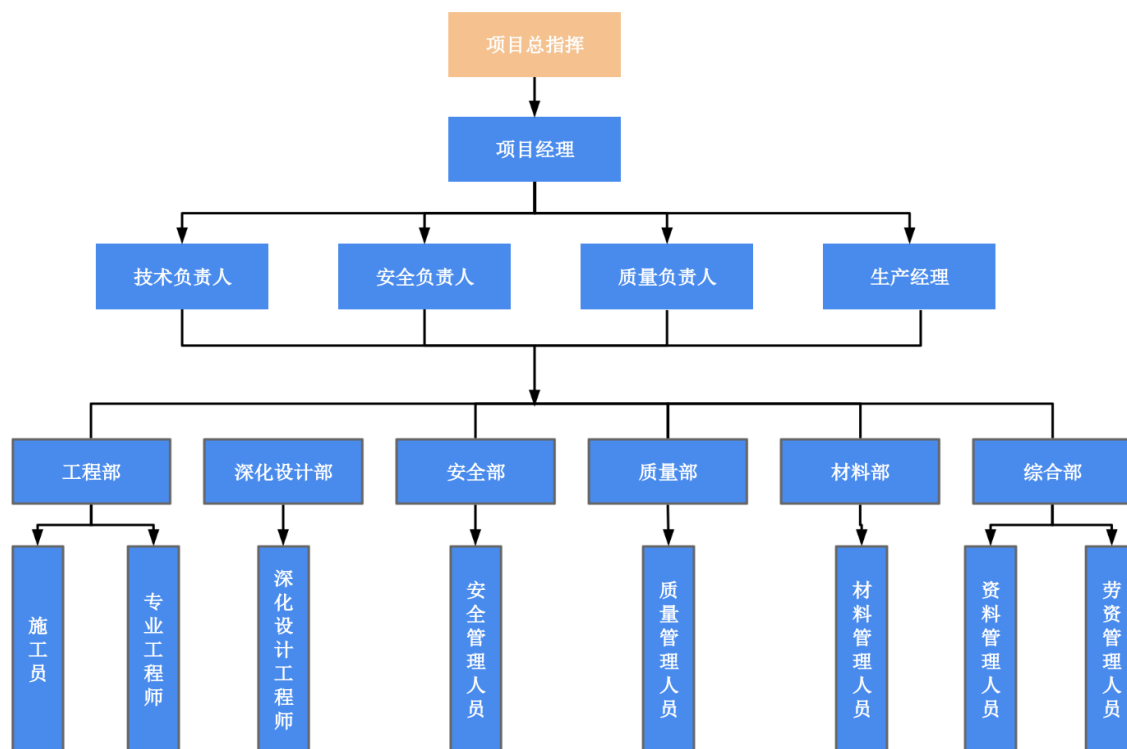 项目总指挥
项目经理
技术负责人
安全负责人
质量负责人
生产经理
工程部
深化设计部
安全部
质量部
材料部
综合部
施工员
专业工程师
深化设计工程师
安全管理人员
质量管理人员
材料管理人员
资料管理人员
劳资管理人员